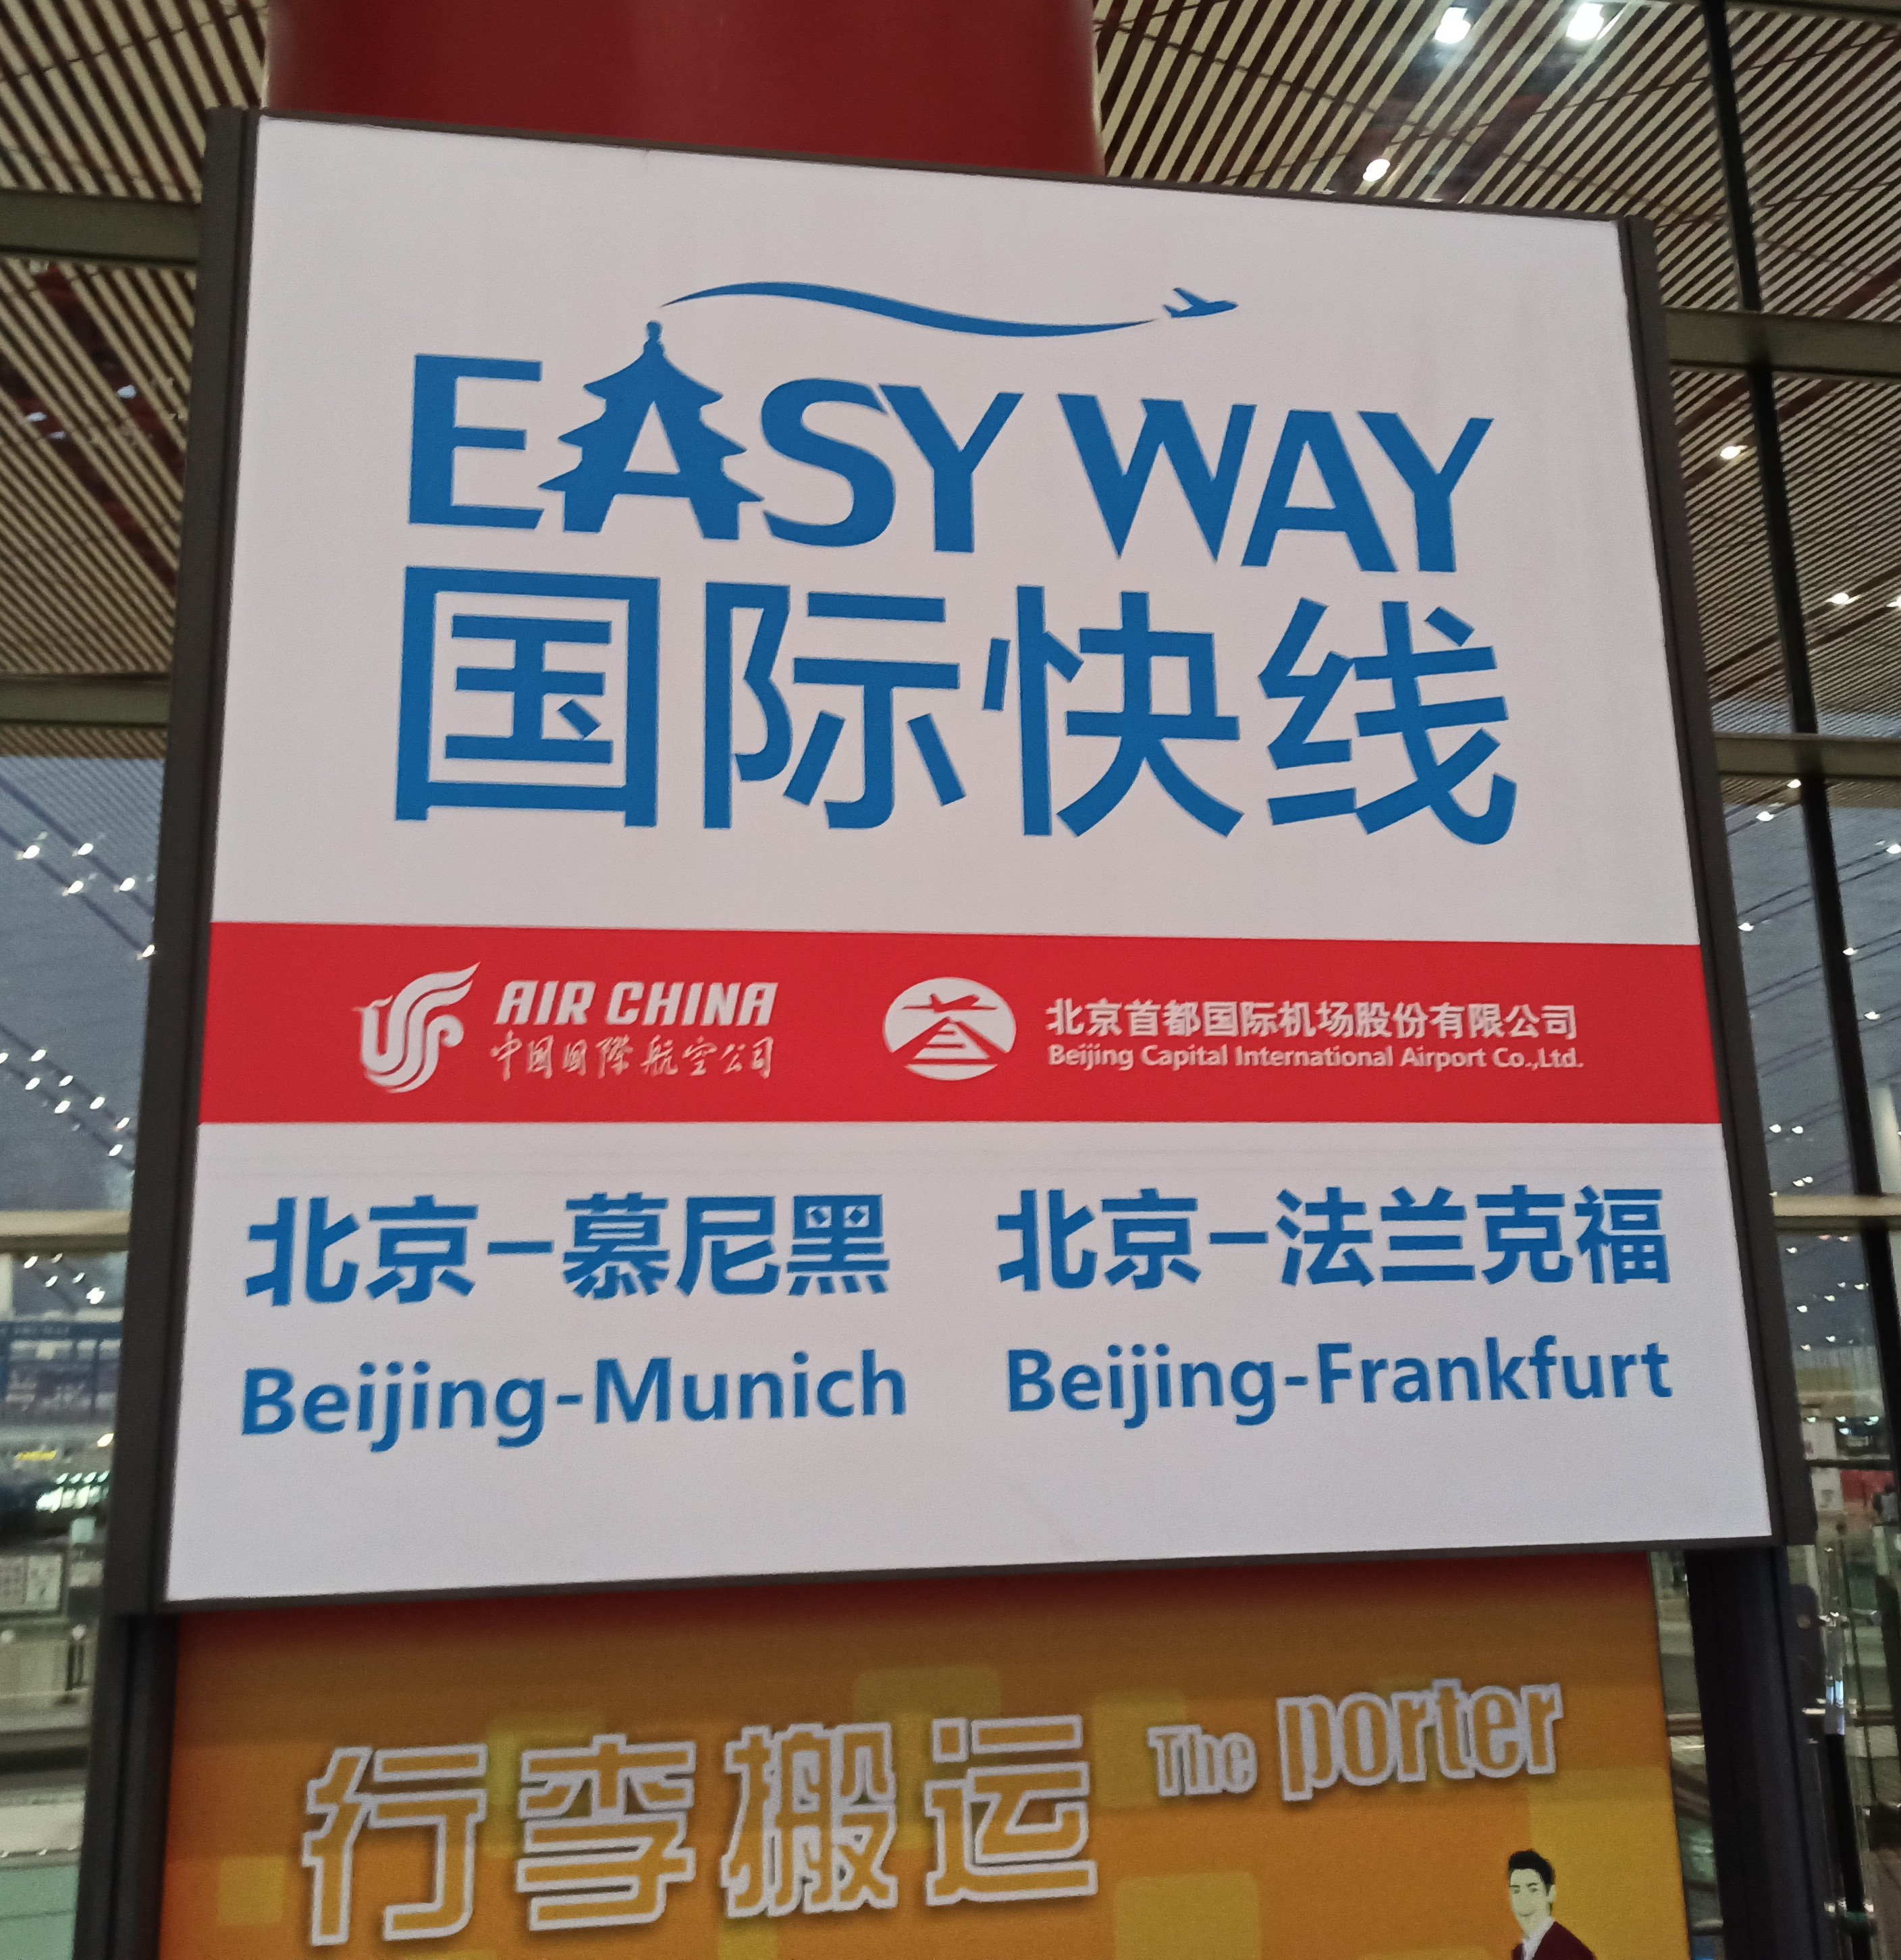 EASY WAY
国际快线
AIR CHINA
中国国际航空公司
北京首都国际机场股份有限公司
Beijing Capital International Airport Co.,Ltd.
北京-慕尼黑
Beijing-Munich
北京-法兰克福
Beijing-Frankfurt
行李搬运 The porter